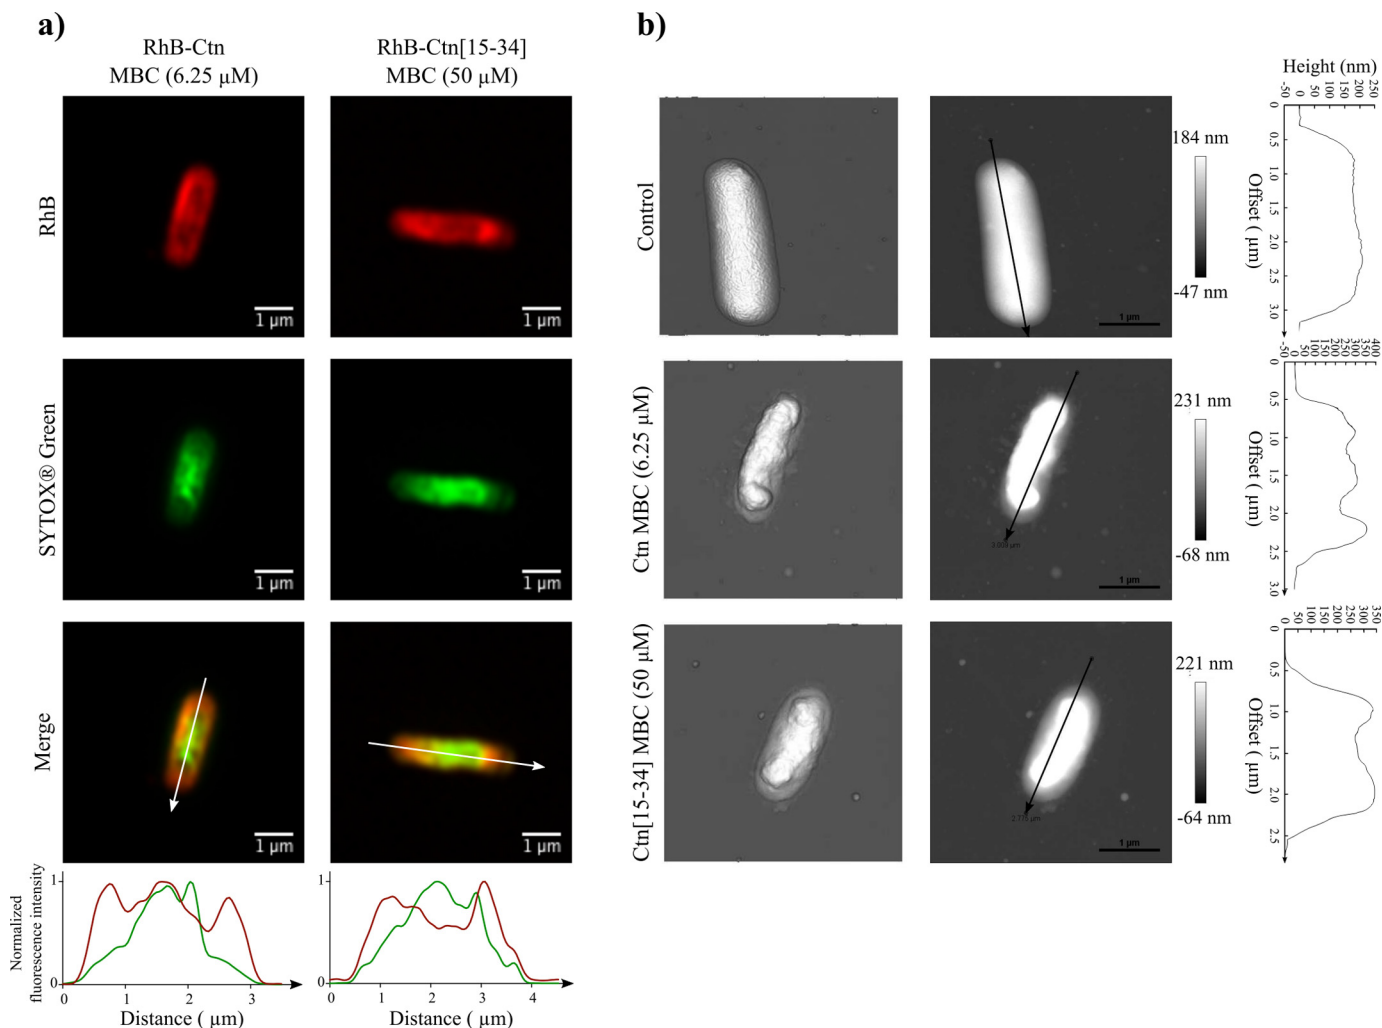 a)
RhB-Ctn
MBC (6.25 µM)
RhB-Ctn[15-34]
MBC (50 µM)
RhB
1 µm
1 µm
SYTOX® Green
1 µm
1 µm
Merge
1 µm
1 µm
Normalized
fluorescence intensity
1
0
0 1 2 3
Distance ( µm)
1
0
0 1 2 3 4
Distance ( µm)
b)
Control
1 µm
184 nm
-47 nm
Height (nm)
-50 0 50 100 150 200 250
Offset ( µm)
0 0.5 1.0 1.5 2.0 2.5 3.0
Ctn MBC (6.25 µM)
1 µm
231 nm
-68 nm
-50 0 50 100 150 200 250 300 350 400
Offset ( µm)
0 0.5 1.0 1.5 2.0 2.5 3.0
Ctn[15-34] MBC (50 µM)
2.775 µm
1 µm
221 nm
-64 nm
0 50 100 150 200 250 300 350
Offset ( µm)
0 0.5 1.0 1.5 2.0 2.5